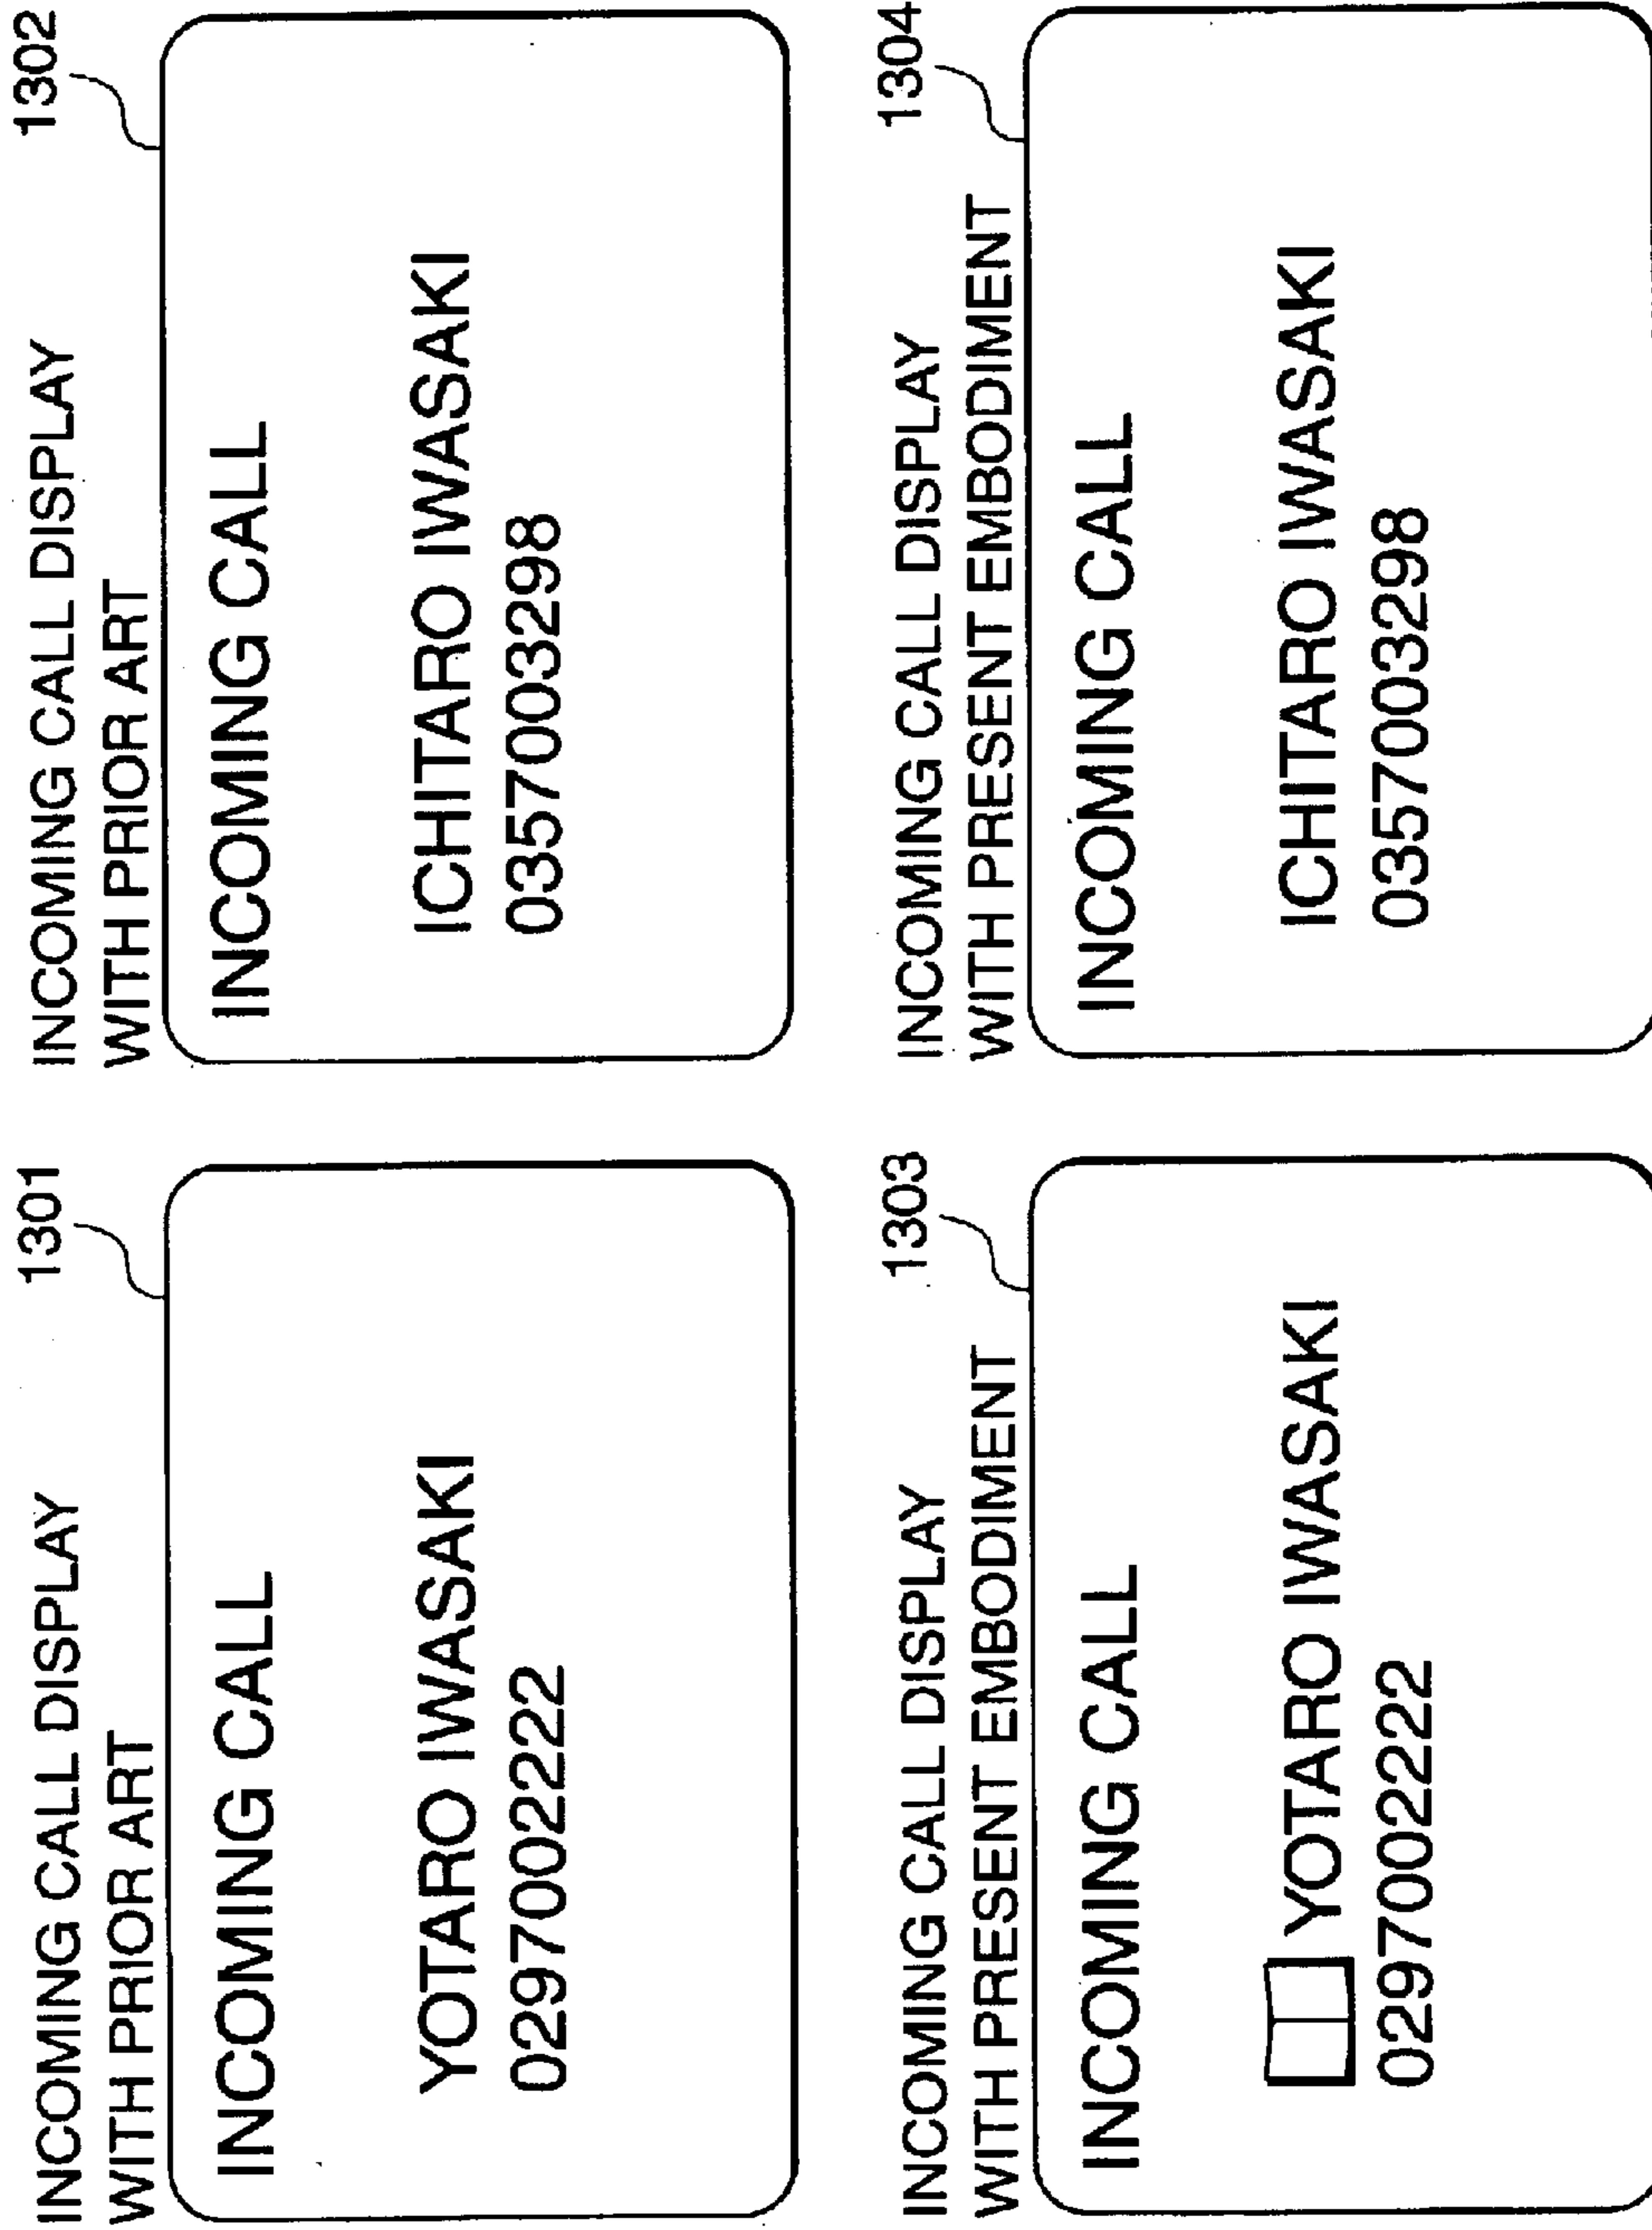 INCOMING CALL DISPLAY
WITH PRIOR ART
1301
INCOMING CALL
YOTARO IWASAKI
0297002222
INCOMING CALL DISPLAY
WITH PRIOR ART
1302
INCOMING CALL
ICHITARO IWASAKI
0357003298
INCOMING CALL DISPLAY
WITH PRESENT EMBODIMENT
1303
INCOMING CALL
YOTARO IWASAKI
0297002222
INCOMING CALL DISPLAY
WITH PRESENT EMBODIMENT
1304
INCOMING CALL
ICHITARO IWASAKI
0357003298